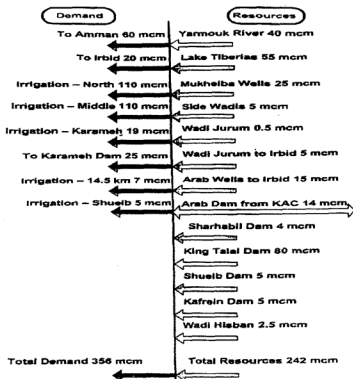 Demand
Resources
To Amman 60 mcm
Yarmouk River 40 mcm
To Irbid 20 mcm
Lake Tiberias 55 mcm
Irrigation – North 110 mcm
Mukheiba Wells 25 mcm
Irrigation – Middle 110 mcm
Side Wadis 5 mcm
Irrigation – Karameh 19 mcm
Wadi Jurum 0.5 mcm
To Karameh Dam 25 mcm
Wadi Jurum to Irbid 5 mcm
Irrigation – 14.5 km 7 mcm
Arab Wells to Irbid 15 mcm
Irrigation – Shueib 5 mcm
Arab Dam from KAC 14 mcm
Sharhabil Dam 4 mcm
King Talal Dam 80 mcm
Shueib Dam 5 mcm
Kafrein Dam 5 mcm
Wadi Hisban 2.5 mcm
Total Demand 356 mcm
Total Resources 242 mcm